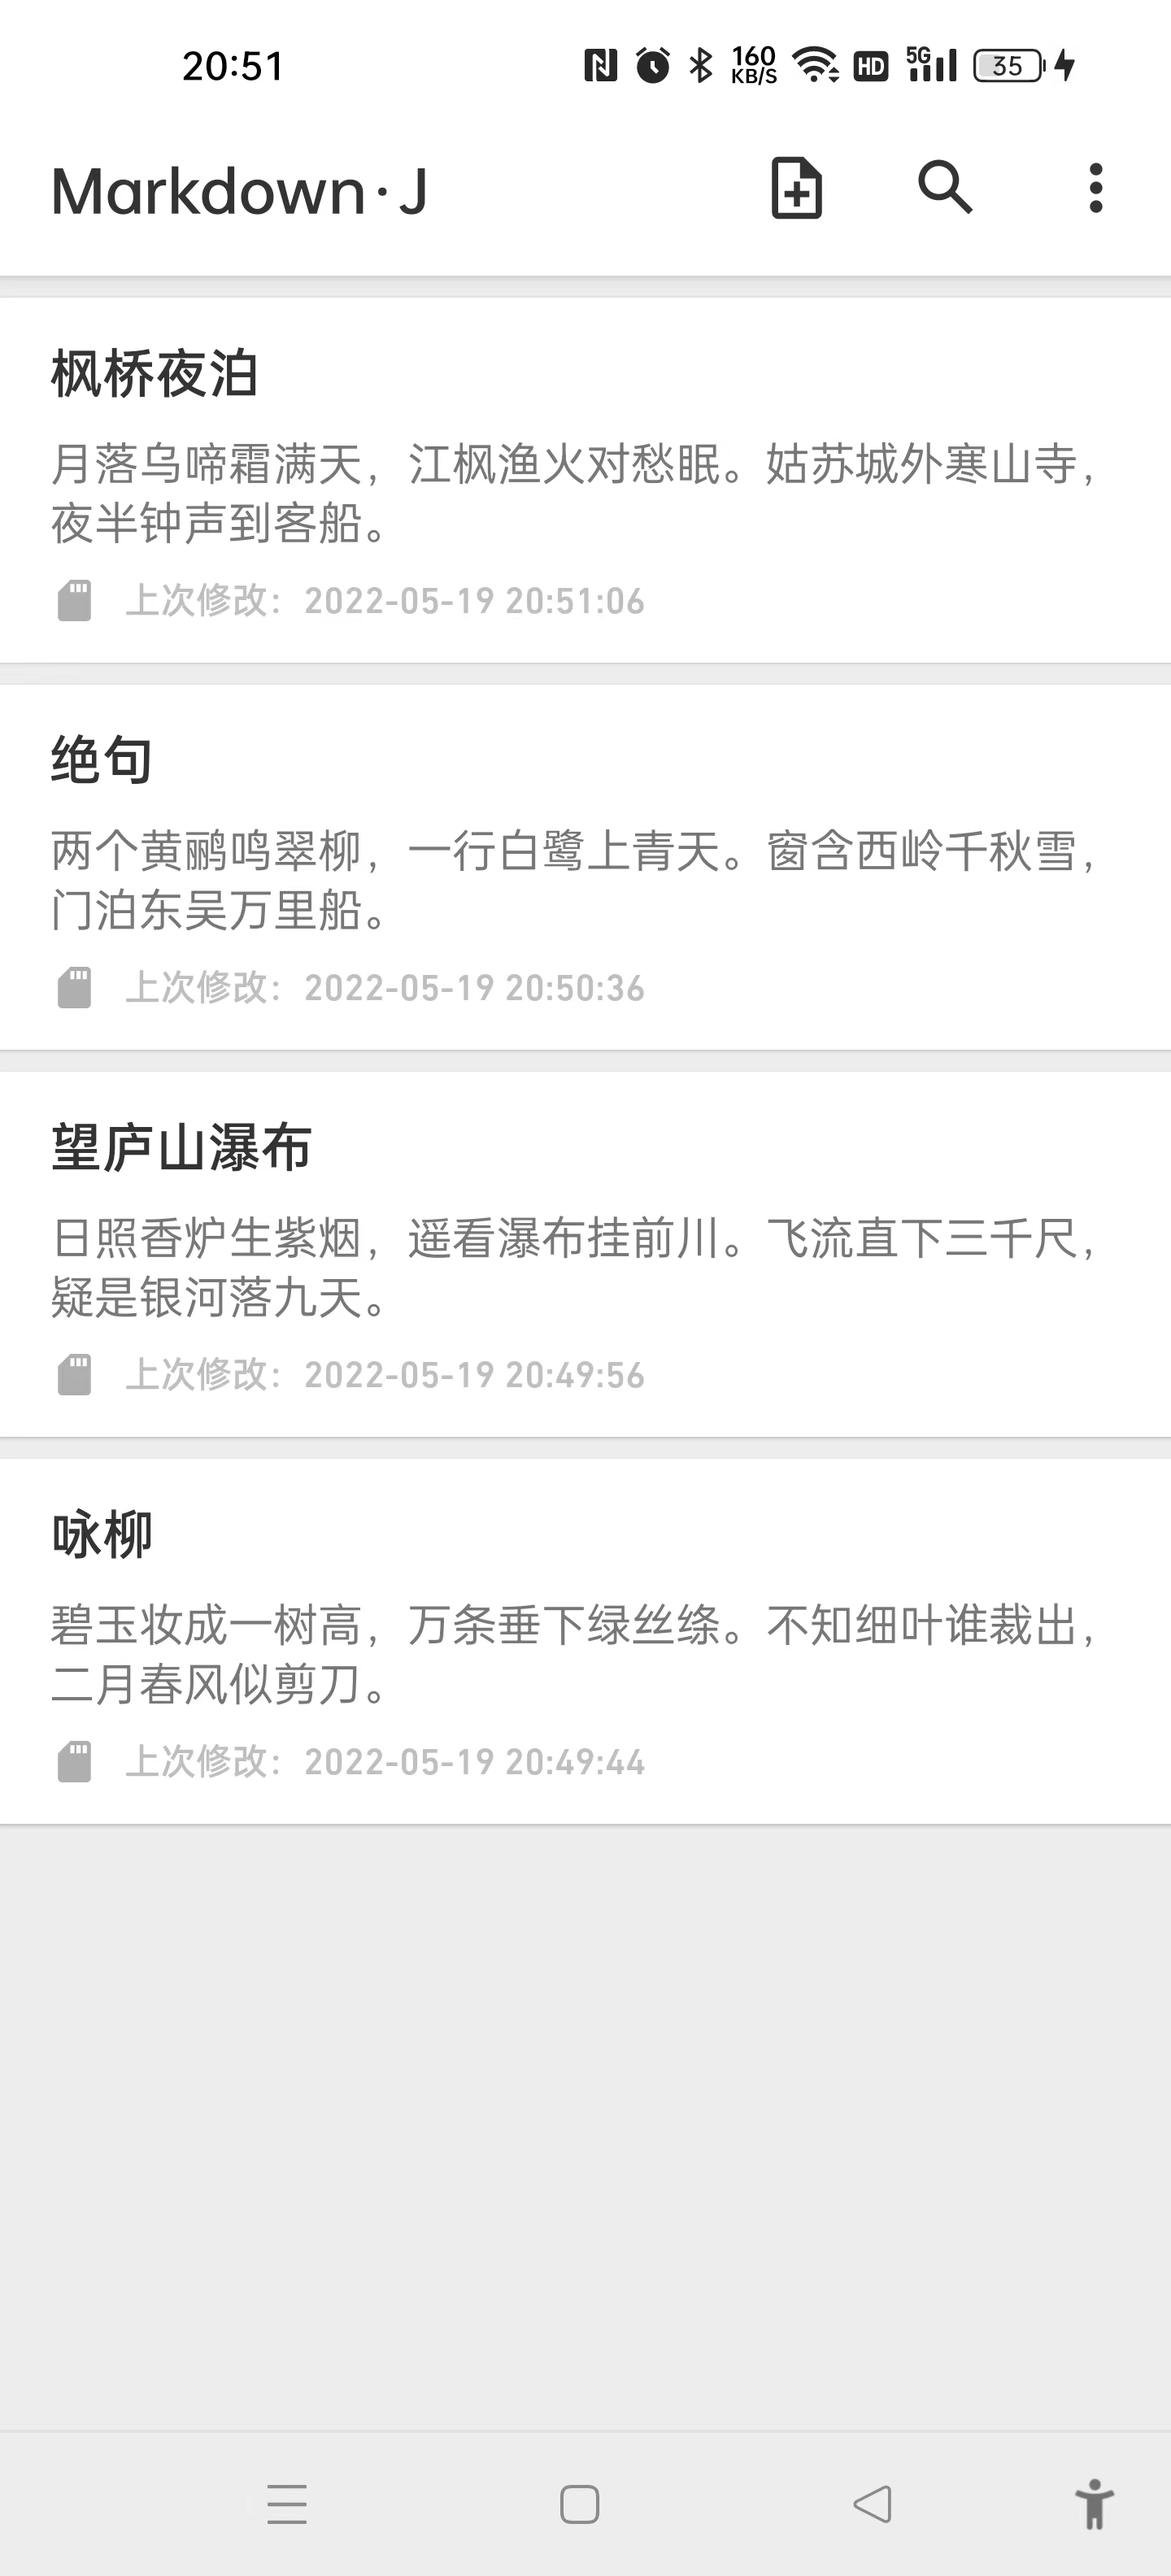 20:51
160
KB/S
HD
5G
35
Markdown·J
枫桥夜泊
月落乌啼霜满天，江枫渔火对愁眠。姑苏城外寒山寺，
夜半钟声到客船。
上次修改：2022-05-19 20:51:06
绝句
两个黄鹂鸣翠柳，一行白鹭上青天。窗含西岭千秋雪，
门泊东吴万里船。
上次修改：2022-05-19 20:50:36
望庐山瀑布
日照香炉生紫烟，遥看瀑布挂前川。飞流直下三千尺，
疑是银河落九天。
上次修改：2022-05-19 20:49:56
咏柳
碧玉妆成一树高，万条垂下绿丝绦。不知细叶谁裁出，
二月春风似剪刀。
上次修改：2022-05-19 20:49:44